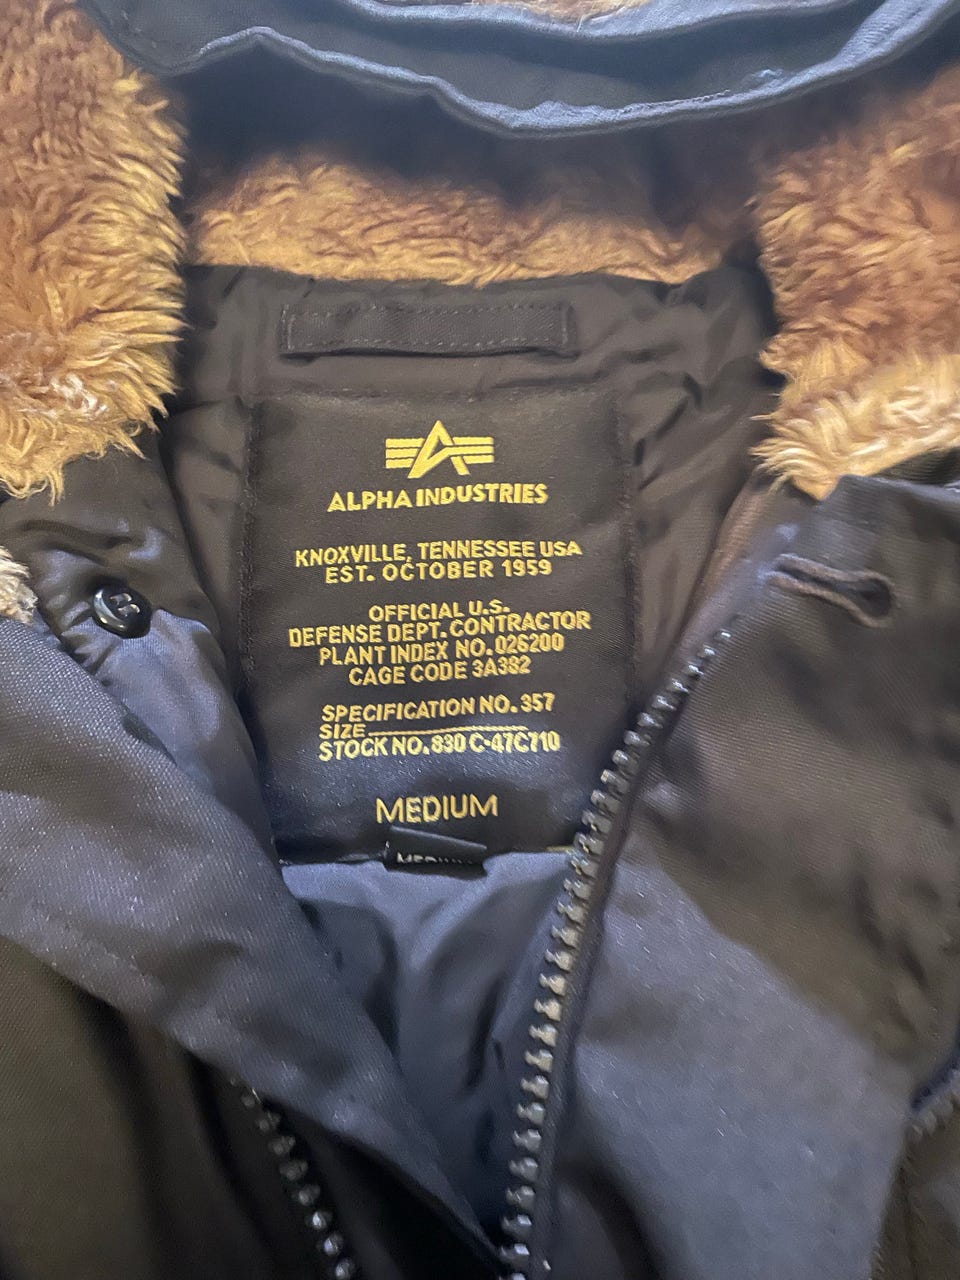 ALPHA INDUSTRIES
KNOXVILLE, TENNESSEE USA
EST. OCTOBER 1959
OFFICIAL U.S.
DEFENSE DEPT. CONTRACTOR
PLANT INDEX NO. 026200
CAGE CODE 3A382
SPECIFICATION NO. 357
SIZE
STOCK NO. 830 C-47C710
MEDIUM
MEDIUM